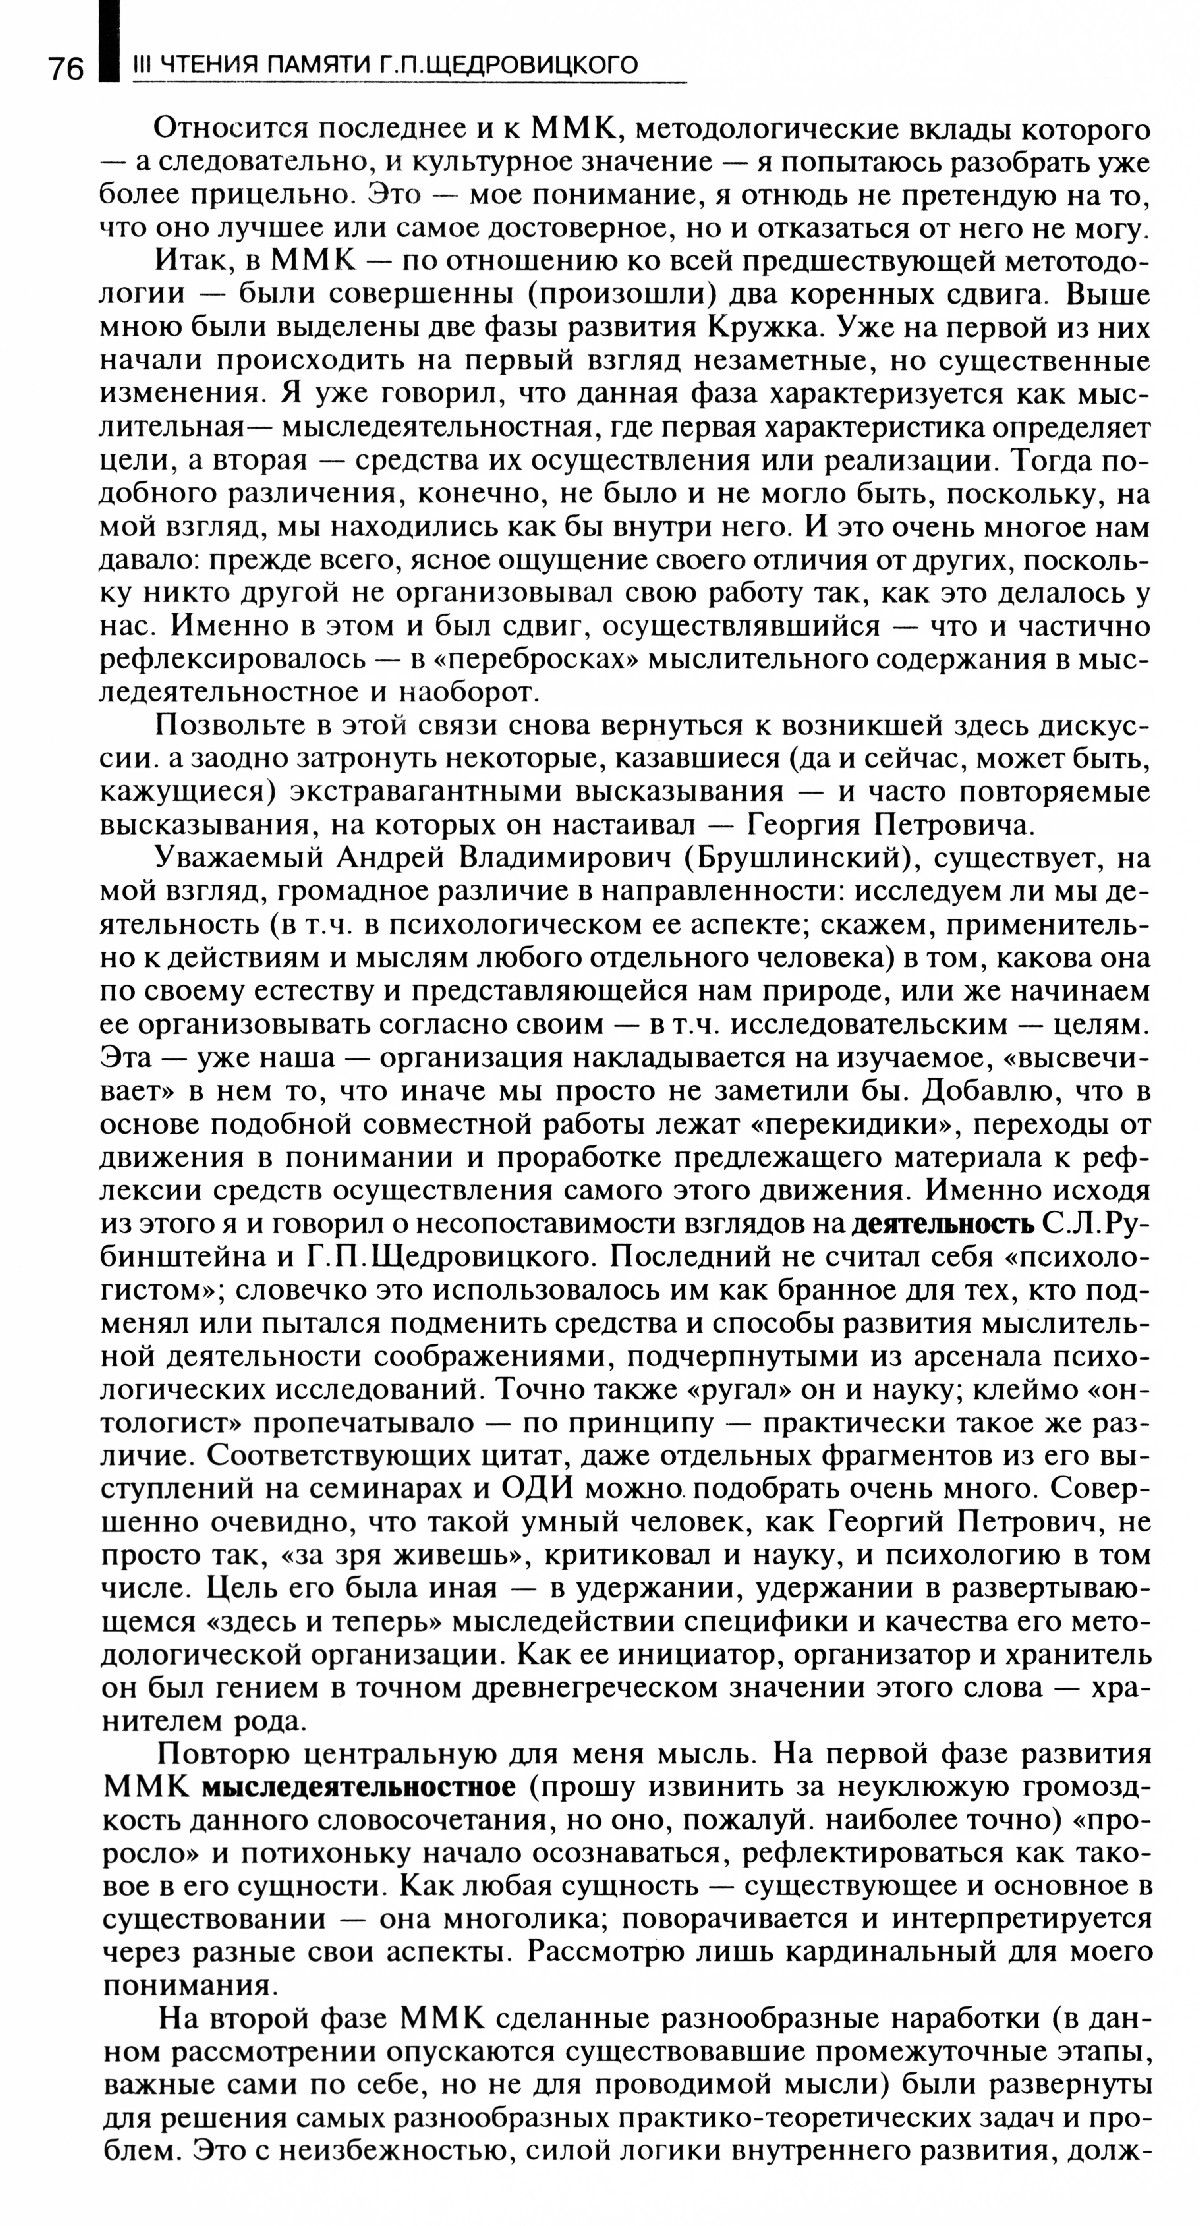 76
III ЧТЕНИЯ ПАМЯТИ Г.П.ЩЕДРОВИЦКОГО
Относится последнее и к ММК, методологические вклады которого
— а следовательно, и культурное значение — я попытаюсь разобрать уже
более прицельно. Это — мое понимание, я отнюдь не претендую на то,
что оно лучшее или самое достоверное, но и отказаться от него не могу.
Итак, в ММК — по отношению ко всей предшествующей метотодо-
логии — были совершенны (произошли) два коренных сдвига. Выше
мною были выделены две фазы развития Кружка. Уже на первой из них
начали происходить на первый взгляд незаметные, но существенные
изменения. Я уже говорил, что данная фаза характеризуется как мыс-
лительная— мыследеятельностная, где первая характеристика определяет
цели, а вторая — средства их осуществления или реализации. Тогда по-
добного различения, конечно, не было и не могло быть, поскольку, на
мой взгляд, мы находились как бы внутри него. И это очень многое нам
давало: прежде всего, ясное ощущение своего отличия от других, посколь-
ку никто другой не организовывал свою работу так, как это делалось у
нас. Именно в этом и был сдвиг, осуществлявшийся — что и частично
рефлексировалось — в «перебросках» мыслительного содержания в мыс-
ледеятельностное и наоборот.
Позвольте в этой связи снова вернуться к возникшей здесь дискус-
сии. а заодно затронуть некоторые, казавшиеся (да и сейчас, может быть,
кажущиеся) экстравагантными высказывания — и часто повторяемые
высказывания, на которых он настаивал — Георгия Петровича.
Уважаемый Андрей Владимирович (Брушлинский), существует, на
мой взгляд, громадное различие в направленности: исследуем ли мы де-
ятельность (в т.ч. в психологическом ее аспекте; скажем, применитель-
но к действиям и мыслям любого отдельного человека) в том, какова она
по своему естеству и представляющейся нам природе, или же начинаем
ее организовывать согласно своим — в т.ч. исследовательским — целям.
Эта — уже наша — организация накладывается на изучаемое, «высвечи-
вает» в нем то, что иначе мы просто не заметили бы. Добавлю, что в
основе подобной совместной работы лежат «перекидики», переходы от
движения в понимании и проработке предлежащего материала к реф-
лексии средств осуществления самого этого движения. Именно исходя
из этого я и говорил о несопоставимости взглядов на деятельность С.Л.Ру-
бинштейна и Г.П.Щедровицкого. Последний не считал себя «психоло-
гистом»; словечко это использовалось им как бранное для тех, кто под-
менял или пытался подменить средства и способы развития мыслитель-
ной деятельности соображениями, подчерпнутыми из арсенала психо-
логических исследований. Точно также «ругал» он и науку; клеймо «он-
тологист» пропечатывало — по принципу — практически такое же раз-
личие. Соответствующих цитат, даже отдельных фрагментов из его вы-
ступлений на семинарах и ОДИ можно подобрать очень много. Совер-
шенно очевидно, что такой умный человек, как Георгий Петрович, не
просто так, «за зря живешь», критиковал и науку, и психологию в том
числе. Цель его была иная — в удержании, удержании в развертываю-
щемся «здесь и теперь» мыследействии специфики и качества его мето-
дологической организации. Как ее инициатор, организатор и хранитель
он был гением в точном древнегреческом значении этого слова — хра-
нителем рода.
Повторю центральную для меня мысль. На первой фазе развития
ММК мыследеятельностное (прошу извинить за неуклюжую громозд-
кость данного словосочетания, но оно, пожалуй. наиболее точно) «про-
росло» и потихоньку начало осознаваться, рефлектироваться как тако-
вое в его сущности. Как любая сущность — существующее и основное в
существовании — она многолика; поворачивается и интерпретируется
через разные свои аспекты. Рассмотрю лишь кардинальный для моего
понимания.
На второй фазе ММК сделанные разнообразные наработки (в дан-
ном рассмотрении опускаются существовавшие промежуточные этапы,
важные сами по себе, но не для проводимой мысли) были развернуты
для решения самых разнообразных практико-теоретических задач и про-
блем. Это с неизбежностью, силой логики внутреннего развития, долж-